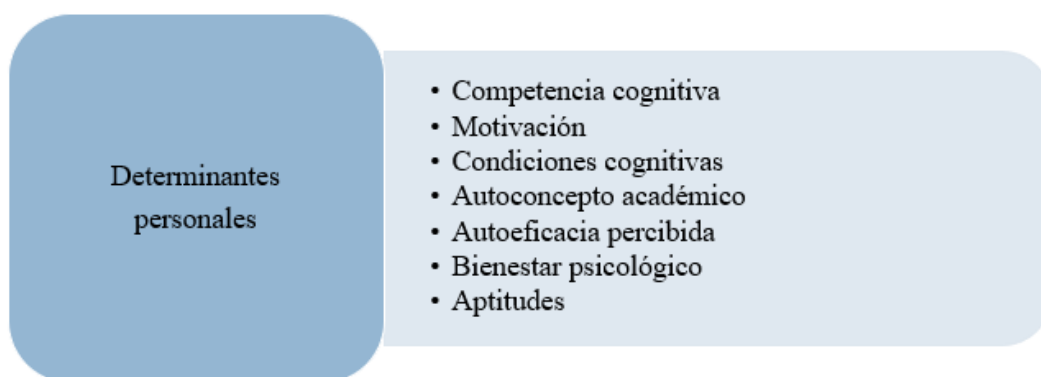 Determinantes
personales
• Competencia cognitiva
• Motivación
• Condiciones cognitivas
• Autoconcepto académico
• Autoeficacia percibida
• Bienestar psicológico
• Aptitudes